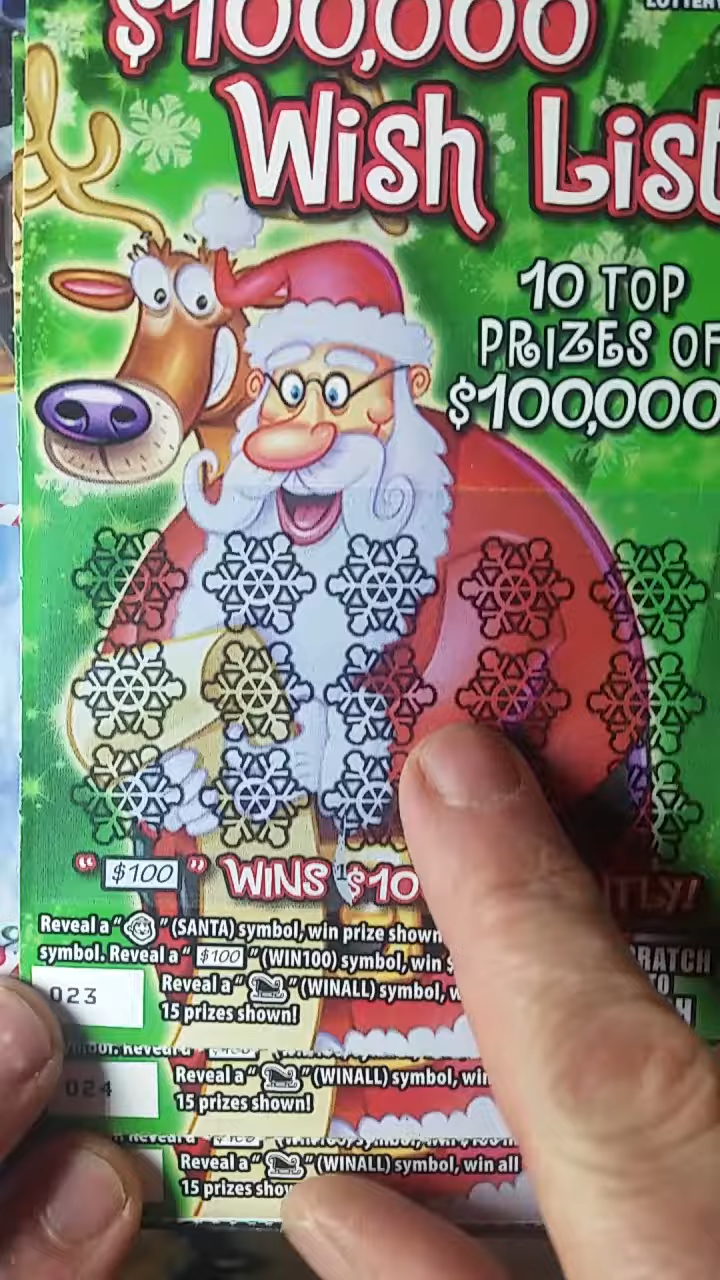 LOTTERY
$100,000
Wish List
10 TOP
PRIZES OF
$100,000
" $100 " WINS $10 TLY!
Reveal a " " (SANTA) symbol, win prize shown
symbol. Reveal a " $100 " (WIN100) symbol, win $
Reveal a " " (WINALL) symbol, w
15 prizes shown!
023
Reveal a " " (WINALL) symbol, win
15 prizes shown!
024
Reveal a " " (WINALL) symbol, win all
15 prizes